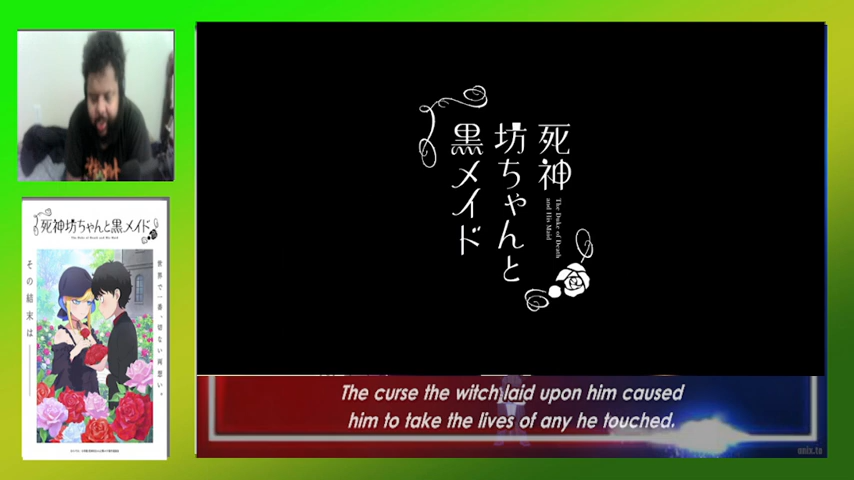 死神坊ちゃんと黒メイド
The Duke of Death and His Maid
世界で一番、切ない両想い。
その結末は
死神
坊ちゃんと
黒メイド
The Duke of Death
and His Maid
The curse the witch laid upon him caused
him to take the lives of any he touched.